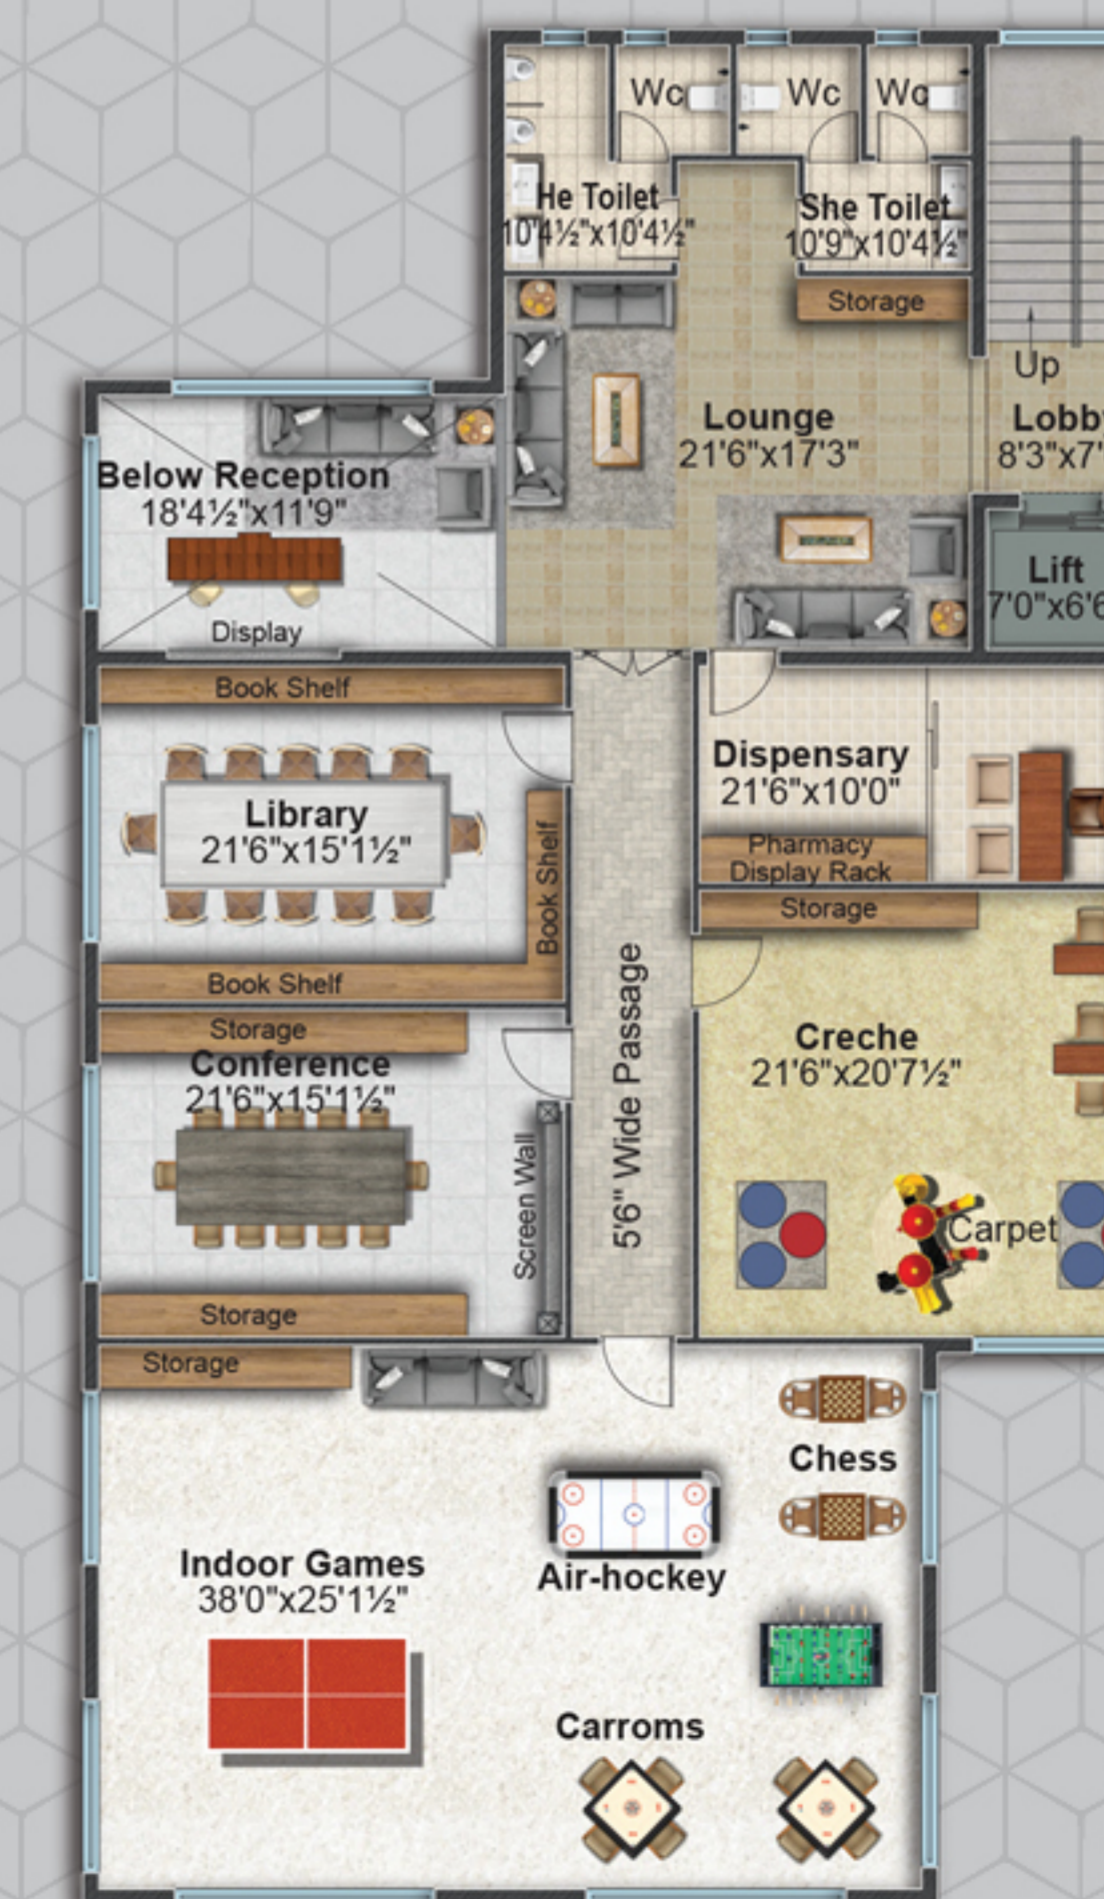 Wc
Wc
Wc
He Toilet
10'4½"x10'4½"
She Toilet
10'9"x10'4½"
Storage
Up
Lounge
21'6"x17'3"
Lobby
8'3"x7'
Below Reception
18'4½"x11'9"
Lift
7'0"x6'6
Display
Book Shelf
Dispensary
21'6"x10'0"
Library
21'6"x15'1½"
Book Shelf
Pharmacy
Display Rack
Storage
Book Shelf
5'6" Wide Passage
Storage
Conference
21'6"x15'1½"
Creche
21'6"x20'7½"
Screen Wall
Carpet
Storage
Storage
Chess
Indoor Games
38'0"x25'1½"
Air-hockey
Carroms